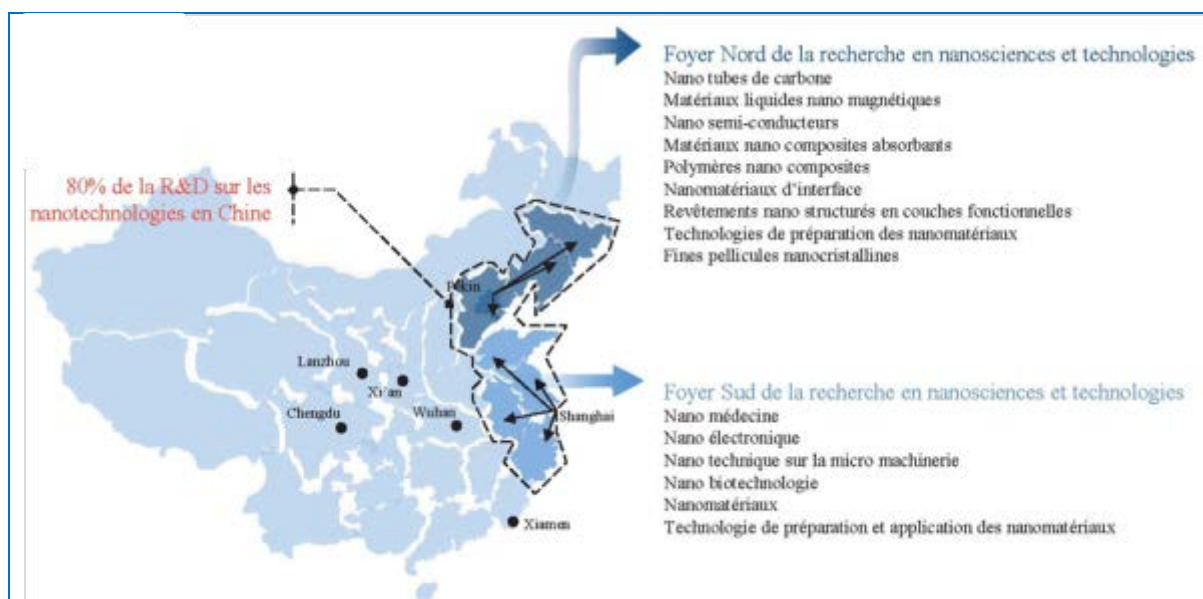 Foyer Nord de la recherche en nanosciences et technologies
Nano tubes de carbone
Matériaux liquides nano magnétiques
Nano semi-conducteurs
Matériaux nano composites absorbants
Polymères nano composites
Nanomatériaux d'interface
Revêtements nano structurés en couches fonctionnelles
Technologies de préparation des nanomatériaux
Fines pellicules nanocristallines
80% de la R&D sur les
nanotechnologies en Chine
Pékin
Lanzhou
Xi'an
Chengdu
Wuhan
Shanghai
Xiamen
Foyer Sud de la recherche en nanosciences et technologies
Nano médecine
Nano électronique
Nano technique sur la micro machinerie
Nano biotechnologie
Nanomatériaux
Technologie de préparation et application des nanomatériaux